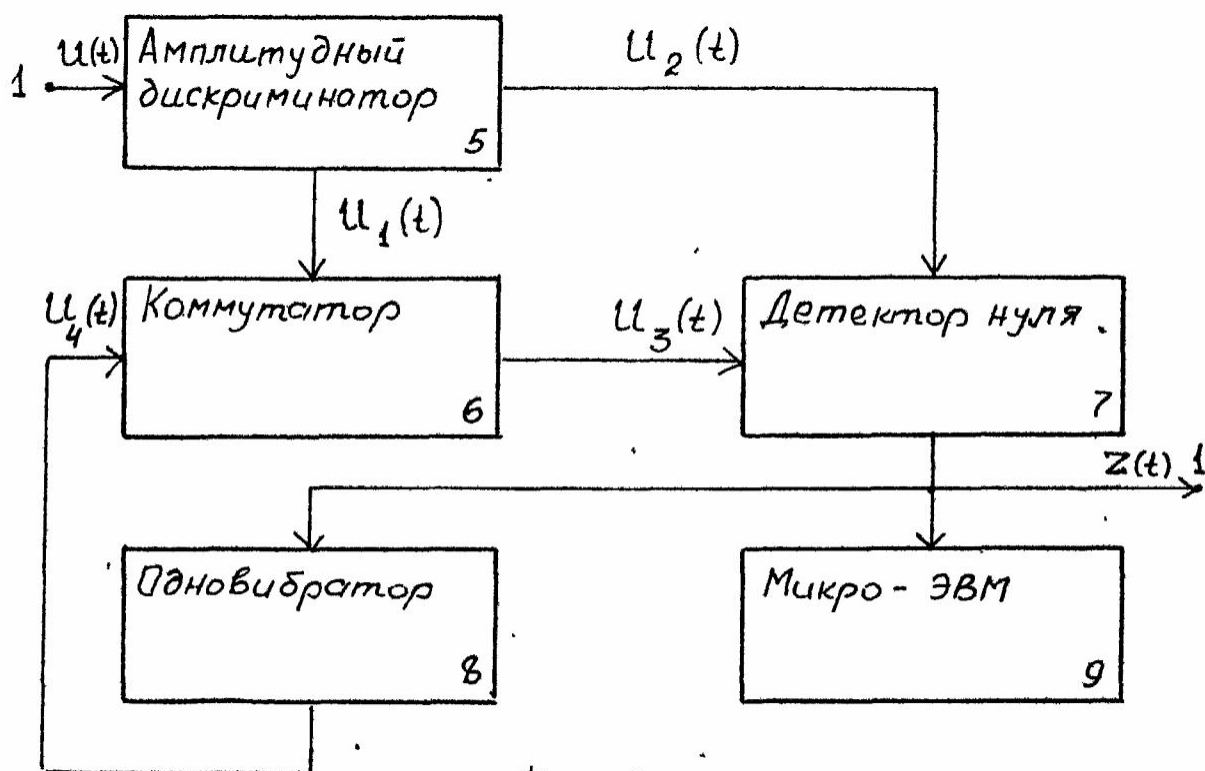 1 U(t) Амплитудный
дискриминатор
5
U₂(t)
U₁(t)
U₄(t) Коммутатор
6
U₃(t)
Детектор нуля
7
Z(t) 1
Одновибратор
8
Микро - ЭВМ
9